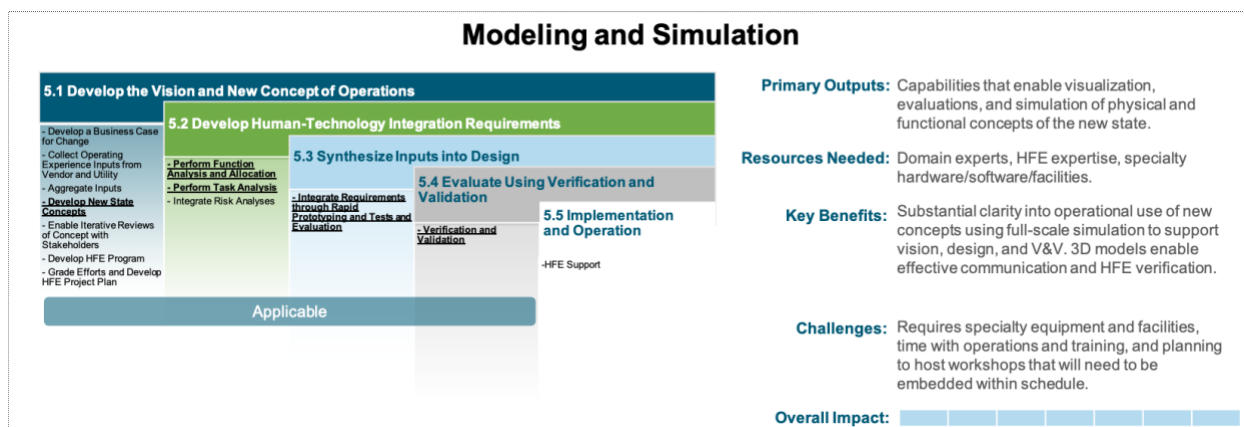 Modeling and Simulation
5.1 Develop the Vision and New Concept of Operations
- Develop a Business Case
for Change
- Collect Operating
Experience Inputs from
Vendor and Utility
- Aggregate Inputs
- Develop New State
Concepts
- Enable Iterative Reviews
of Concept with
Stakeholders
- Develop HFE Program
- Grade Efforts and Develop
HFE Project Plan
5.2 Develop Human-Technology Integration Requirements
- Perform Function
Analysis and Allocation
- Perform Task Analysis
- Integrate Risk Analyses
5.3 Synthesize Inputs into Design
- Integrate Requirements
through Rapid
Prototyping and Tests and
Evaluation
5.4 Evaluate Using Verification and
Validation
- Verification and
Validation
5.5 Implementation
and Operation
-HFE Support
Applicable
Primary Outputs: Capabilities that enable visualization,
evaluations, and simulation of physical and
functional concepts of the new state.
Resources Needed: Domain experts, HFE expertise, specialty
hardware/software/facilities.
Key Benefits: Substantial clarity into operational use of new
concepts using full-scale simulation to support
vision, design, and V&V. 3D models enable
effective communication and HFE verification.
Challenges: Requires specialty equipment and facilities,
time with operations and training, and planning
to host workshops that will need to be
embedded within schedule.
Overall Impact: